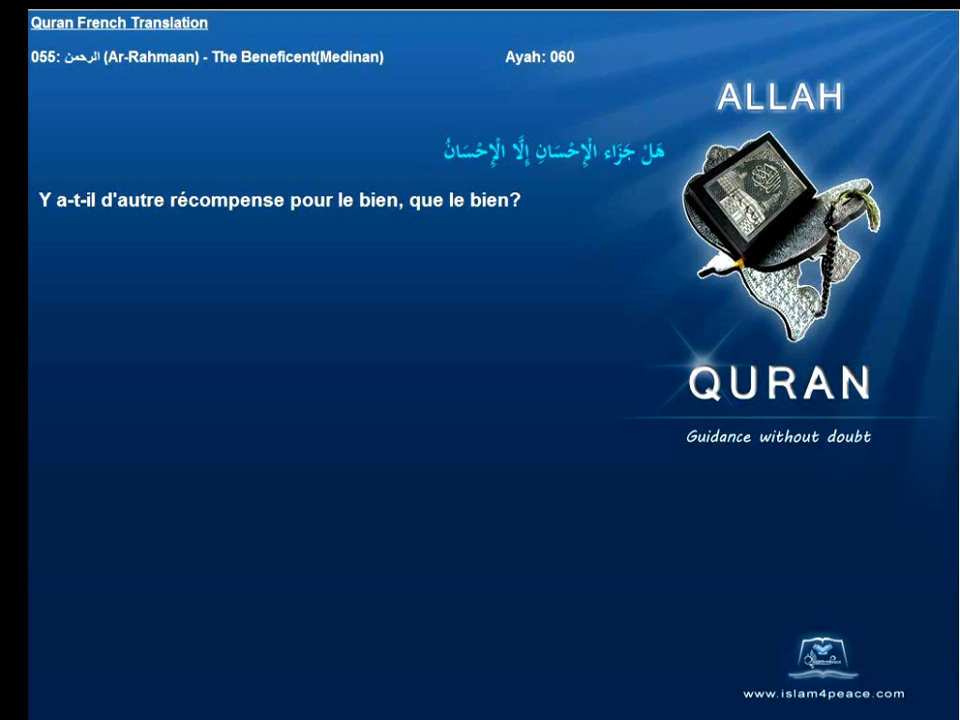 Quran French Translation
055: الرحمن (Ar-Rahmaan) - The Beneficent(Medinan) Ayah: 060
ALLAH
هَلْ جَزَاء الْإِحْسَانِ إِلَّا الْإِحْسَانُ
Y a-t-il d'autre récompense pour le bien, que le bien?
QURAN
Guidance without doubt
www.islam4peace.com